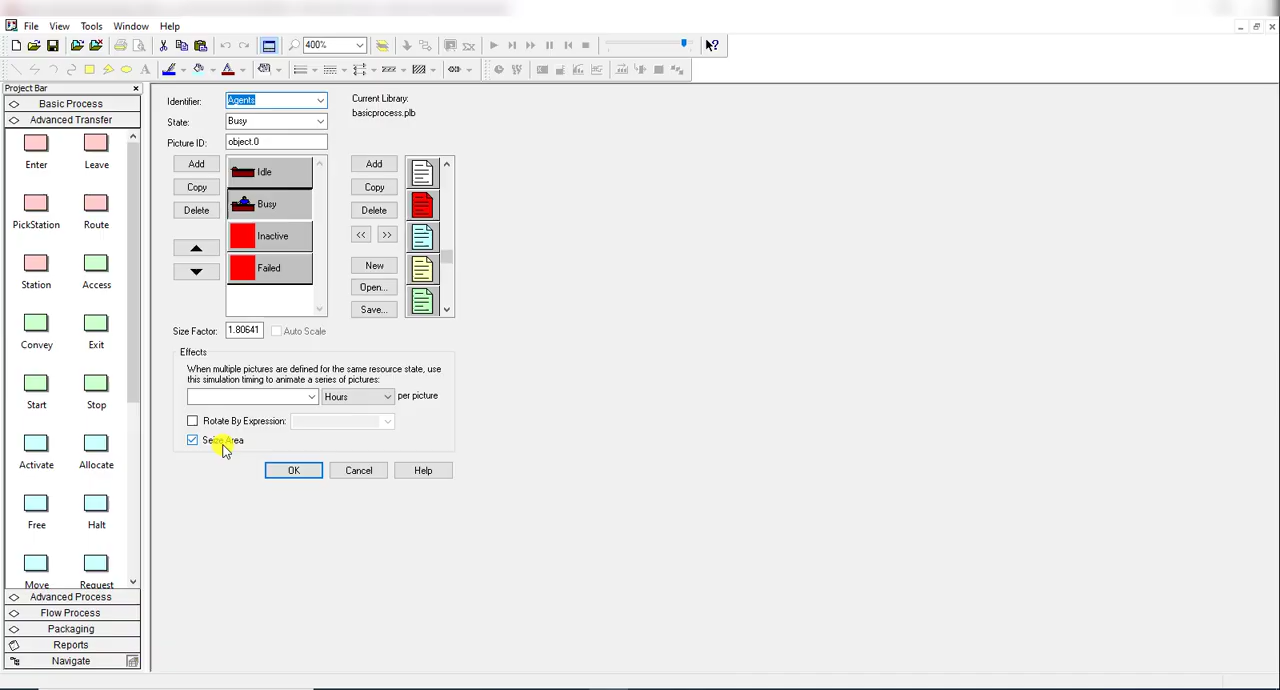 File View Tools Window Help
400%
Project Bar
Basic Process
Advanced Transfer
Enter Leave
PickStation Route
Station Access
Convey Exit
Start Stop
Activate Allocate
Free Halt
Move Request
Advanced Process
Flow Process
Packaging
Reports
Navigate
Identifier: Agents
Current Library:
State: Busy
basicprocess.plb
Picture ID: object.0
Add
Copy
Delete
Idle
Busy
Inactive
Failed
Add
Copy
Delete
<< >>
New
Open...
Save...
Size Factor: 1.80641 Auto Scale
Effects
When multiple pictures are defined for the same resource state, use
this simulation timing to animate a series of pictures:
Hours per picture
Rotate By Expression:
Seize Area
OK Cancel Help